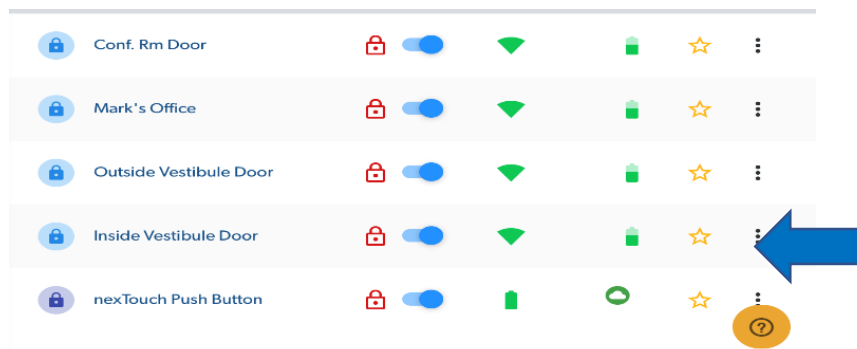 Conf. Rm Door
Mark's Office
Outside Vestibule Door
Inside Vestibule Door
nexTouch Push Button
?